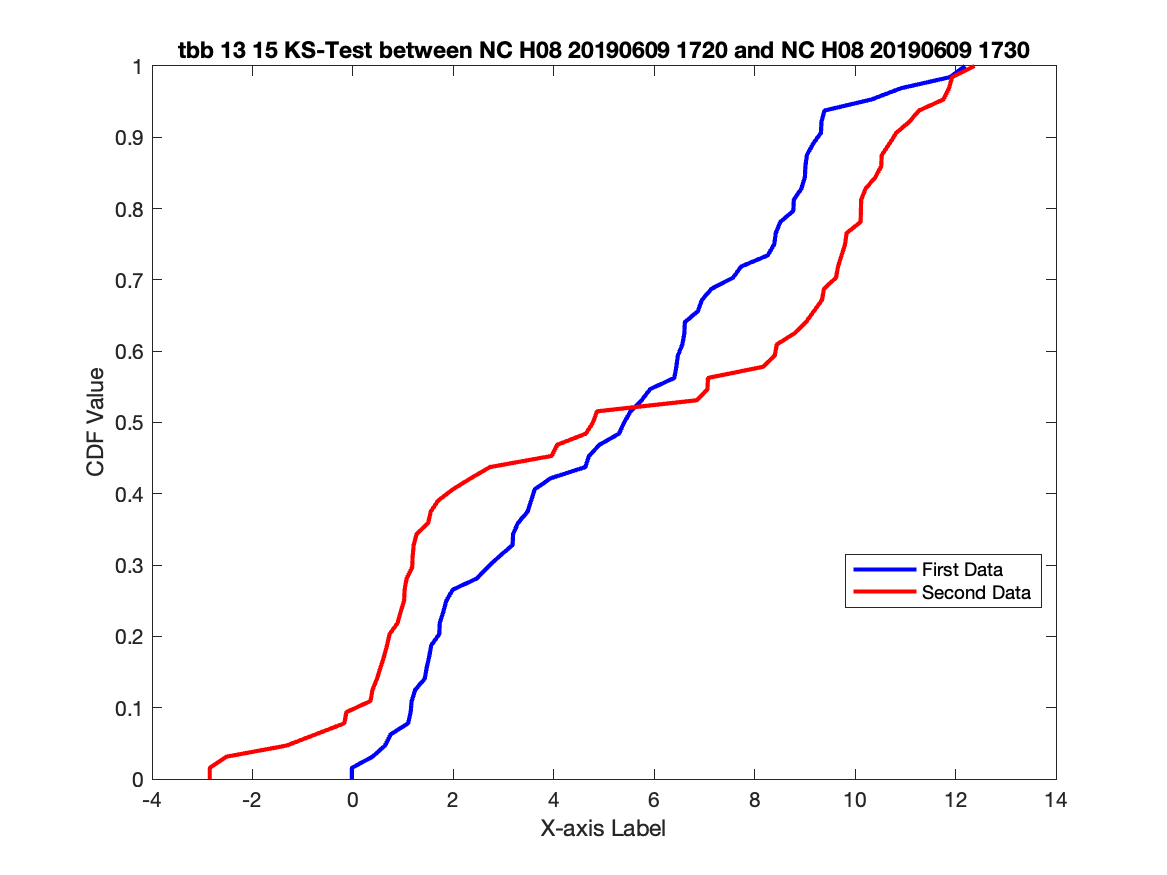 tbb 13 15 KS-Test between NC H08 20190609 1720 and NC H08 20190609 1730
1
0.9
0.8
0.7
0.6
0.5
0.4
0.3
0.2
0.1
0
CDF Value
First Data
Second Data
-4 -2 0 2 4 6 8 10 12 14
X-axis Label